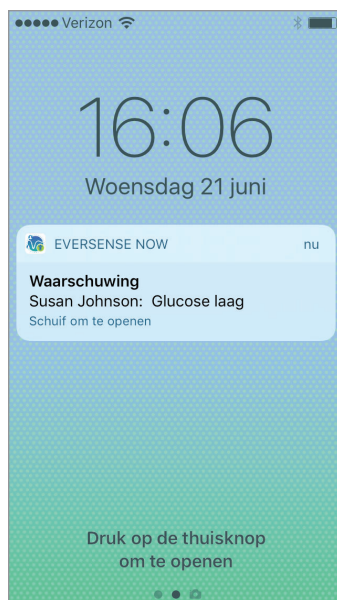 Verizon
16:06
Woensdag 21 juni
EVERSENSE NOW nu
Waarschuwing
Susan Johnson: Glucose laag
Schuif om te openen
Druk op de thuisknop
om te openen